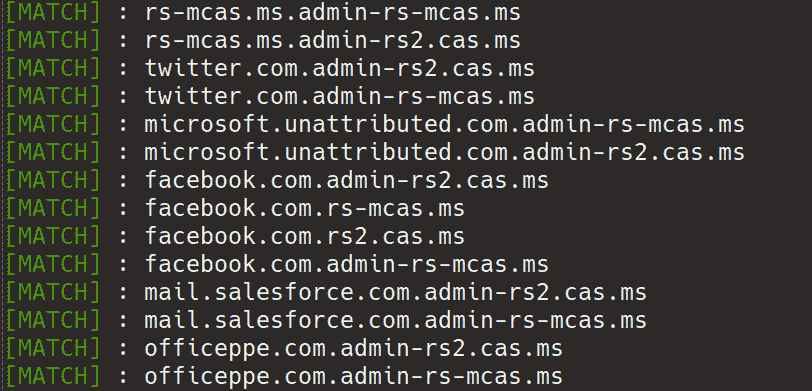 [MATCH] : rs-mcas.ms.admin-rs-mcas.ms
[MATCH] : rs-mcas.ms.admin-rs2.cas.ms
[MATCH] : twitter.com.admin-rs2.cas.ms
[MATCH] : twitter.com.admin-rs-mcas.ms
[MATCH] : microsoft.unattributed.com.admin-rs-mcas.ms
[MATCH] : microsoft.unattributed.com.admin-rs2.cas.ms
[MATCH] : facebook.com.admin-rs2.cas.ms
[MATCH] : facebook.com.rs-mcas.ms
[MATCH] : facebook.com.rs2.cas.ms
[MATCH] : facebook.com.admin-rs-mcas.ms
[MATCH] : mail.salesforce.com.admin-rs2.cas.ms
[MATCH] : mail.salesforce.com.admin-rs-mcas.ms
[MATCH] : officeppe.com.admin-rs2.cas.ms
[MATCH] : officeppe.com.admin-rs-mcas.ms